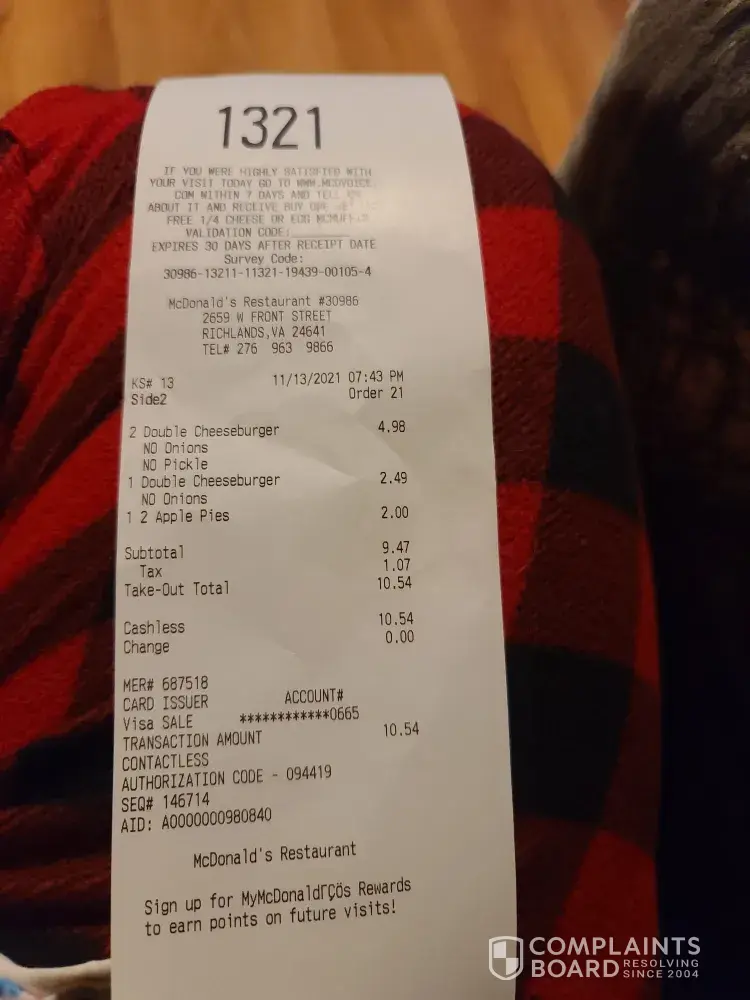 1321
IF YOU WERE HIGHLY SATISFIED WITH
YOUR VISIT TODAY GO TO WWW.MCDVOICE.
COM WITHIN 7 DAYS AND TELL US
ABOUT IT AND RECEIVE BUY ONE GET
FREE 1/4 CHEESE OR EGG MCMUFFIN
VALIDATION CODE:
EXPIRES 30 DAYS AFTER RECEIPT DATE
Survey Code:
30986-13211-11321-19439-00105-4
McDonald's Restaurant #30986
2659 W FRONT STREET
RICHLANDS,VA 24641
TEL# 276 963 9866
KS# 13 11/13/2021 07:43 PM
Side2 Order 21
2 Double Cheeseburger 4.98
NO Onions
NO Pickle
1 Double Cheeseburger 2.49
NO Onions
1 2 Apple Pies 2.00
Subtotal 9.47
Tax 1.07
Take-Out Total 10.54
Cashless 10.54
Change 0.00
MER# 687518
CARD ISSUER ACCOUNT#
Visa SALE ************0665
TRANSACTION AMOUNT 10.54
CONTACTLESS
AUTHORIZATION CODE - 094419
SEQ# 146714
AID: A0000000980840
McDonald's Restaurant
Sign up for MyMcDonaldΓÇös Rewards
to earn points on future visits!
COMPLAINTS
BOARD RESOLVING
SINCE 2004